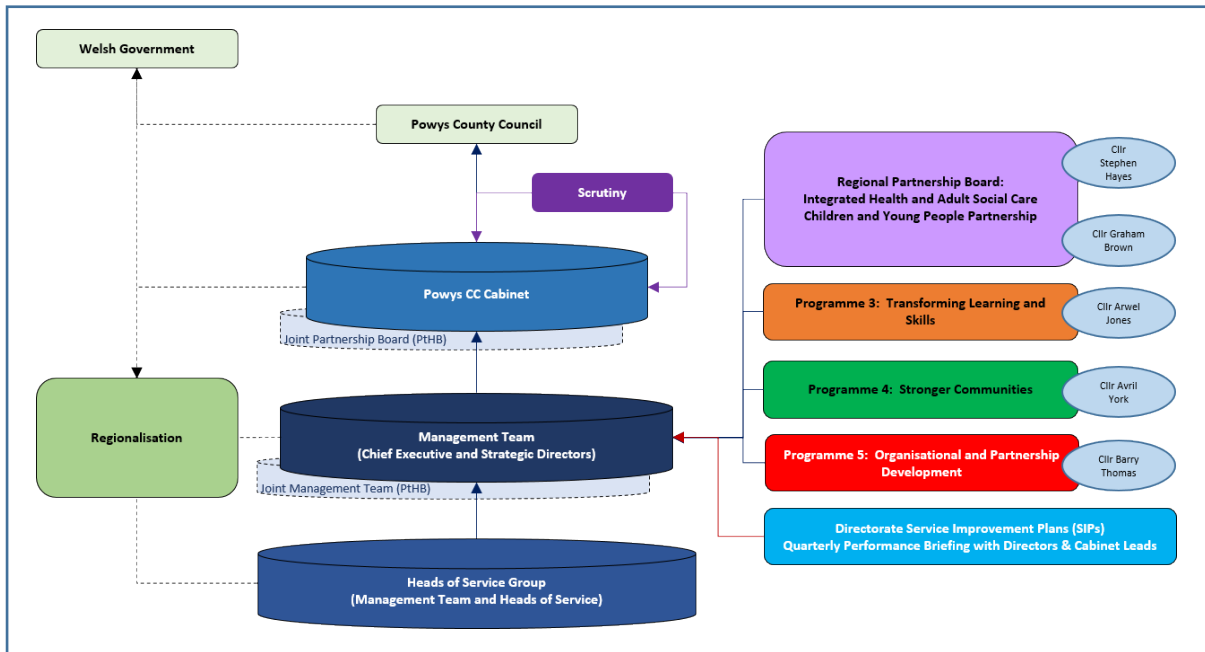 Welsh Government
Powys County Council
Scrutiny
Powys CC Cabinet
Joint Partnership Board (PtHB)
Regionalisation
Management Team
(Chief Executive and Strategic Directors)
Joint Management Team (PtHB)
Heads of Service Group
(Management Team and Heads of Service)
Regional Partnership Board:
Integrated Health and Adult Social Care
Children and Young People Partnership
Cllr
Stephen
Hayes
Cllr Graham
Brown
Programme 3: Transforming Learning and
Skills
Cllr Arwel
Jones
Programme 4: Stronger Communities
Cllr Avril
York
Programme 5: Organisational and Partnership
Development
Cllr Barry
Thomas
Directorate Service Improvement Plans (SIPs)
Quarterly Performance Briefing with Directors & Cabinet Leads